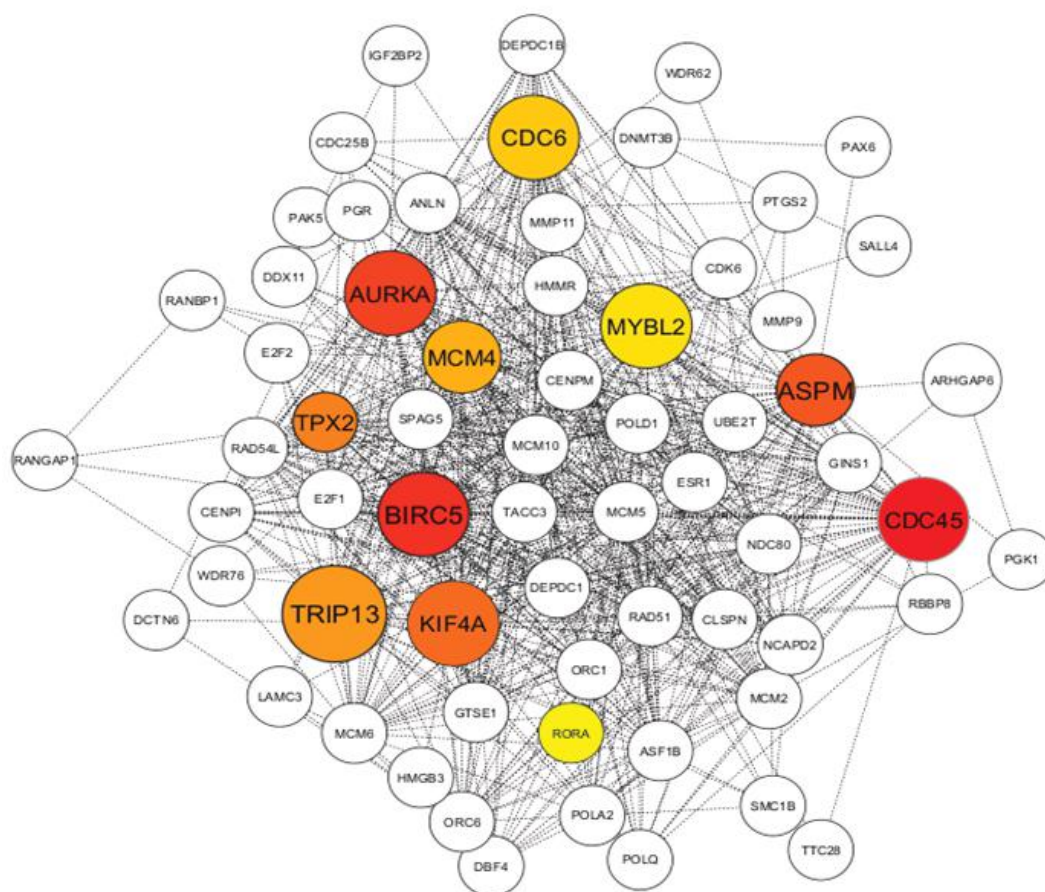 DEPDC1B
IGF2BP2
WDR62
CDC6
DNMT3B
CDC25B
PAX6
ANLN
PTGS2
PGR
PAK5
MMP11
SALL4
CDK6
DDX11
HMMR
AURKA
RANBP1
MMP9
MYBL2
E2F2
MCM4
CENPM
ARHGAP6
ASPM
SPAG5
TPX2
POLD1
UBE2T
MCM10
RAD54L
RANGAP1
GINS1
ESR1
E2F1
CENPI
BIRC5
TACC3
MCM5
CDC45
NDC80
PGK1
WDR76
DEPDC1
RBBP8
TRIP13
DCTN6
KIF4A
RAD51
CLSPN
NCAPD2
ORC1
LAMC3
MCM2
GTSE1
MCM6
RORA
ASF1B
HMGB3
SMC1B
POLA2
ORC6
TTC28
POLQ
DBF4